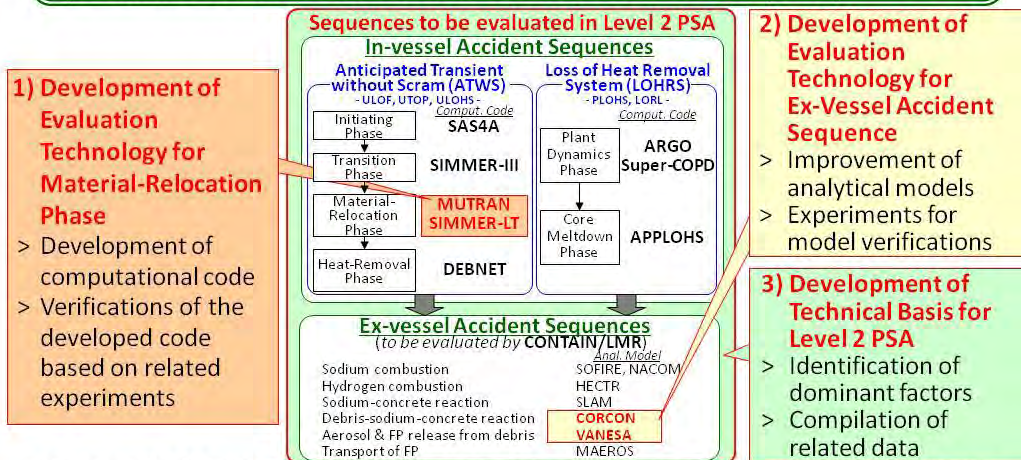 Sequences to be evaluated in Level 2 PSA
In-vessel Accident Sequences
Anticipated Transient
without Scram (ATWS)
- ULOF, UTOP, ULOHS -
Comput. Code
Initiating
Phase
SAS4A
Transition
Phase
SIMMER-III
Material-
Relocation
Phase
MUTRAN
SIMMER-LT
Heat-Removal
Phase
DEBNET
Loss of Heat Removal
System (LOHRS)
- PLOHS, LORL -
Comput. Code
Plant
Dynamics
Phase
ARGO
Super-COPD
Core
Meltdown
Phase
APPLOHS
Ex-vessel Accident Sequences
(to be evaluated by CONTAIN/LMR)
Anal. Model
Sodium combustion SOFIRE, NACOM
Hydrogen combustion HECTR
Sodium-concrete reaction SLAM
Debris-sodium-concrete reaction CORCON
Aerosol & FP release from debris VANESA
Transport of FP MAEROS
1) Development of
Evaluation
Technology for
Material-Relocation
Phase
> Development of
computational code
> Verifications of the
developed code
based on related
experiments
2) Development of
Evaluation
Technology for
Ex-Vessel Accident
Sequence
> Improvement of
analytical models
> Experiments for
model verifications
3) Development of
Technical Basis for
Level 2 PSA
> Identification of
dominant factors
> Compilation of
related data